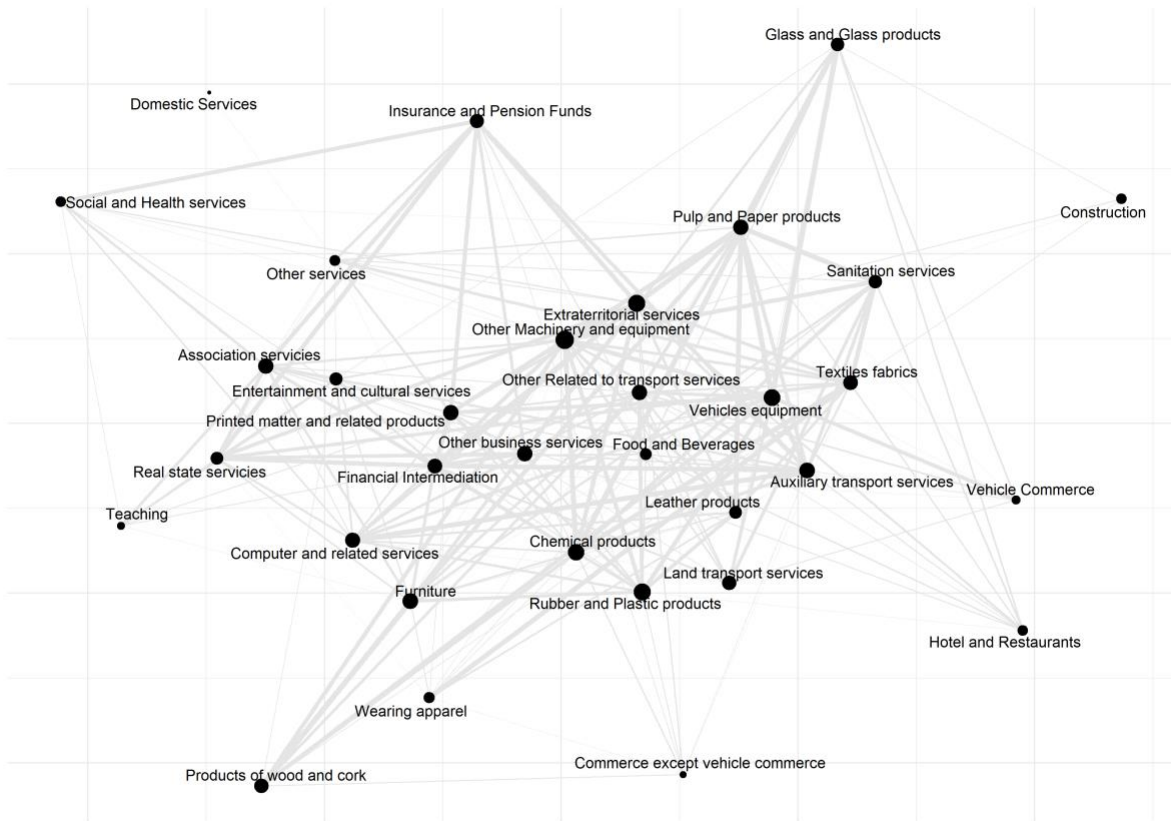 Glass and Glass products
Domestic Services
Insurance and Pension Funds
Social and Health services
Construction
Pulp and Paper products
Other services
Sanitation services
Extraterritorial services
Other Machinery and equipment
Association servicies
Textiles fabrics
Other Related to transport services
Entertainment and cultural services
Vehicles equipment
Printed matter and related products
Other business services
Food and Beverages
Real state servicies
Financial Intermediation
Auxiliary transport services
Vehicle Commerce
Leather products
Teaching
Chemical products
Computer and related services
Land transport services
Furniture
Rubber and Plastic products
Hotel and Restaurants
Wearing apparel
Commerce except vehicle commerce
Products of wood and cork